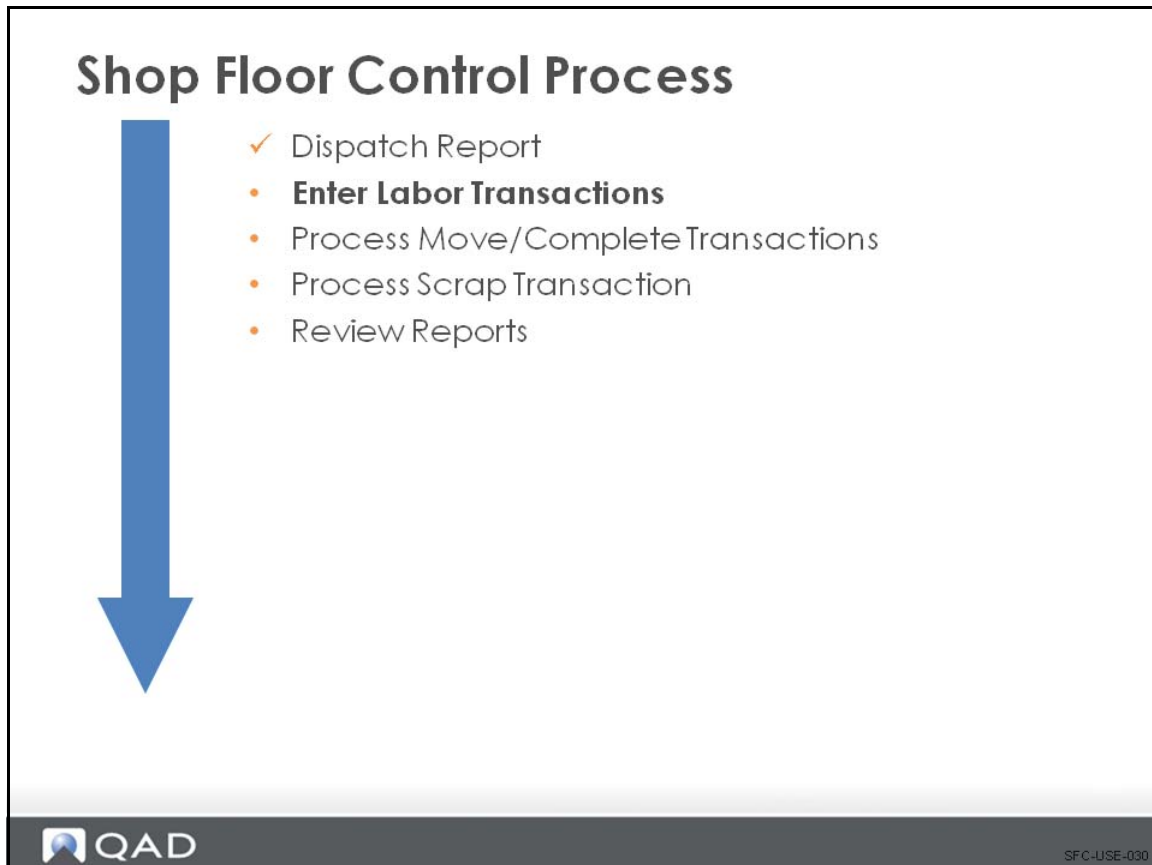 Shop Floor Control Process
✓ Dispatch Report
• Enter Labor Transactions
• Process Move/Complete Transactions
• Process Scrap Transaction
• Review Reports
QAD
SFC-USE-030